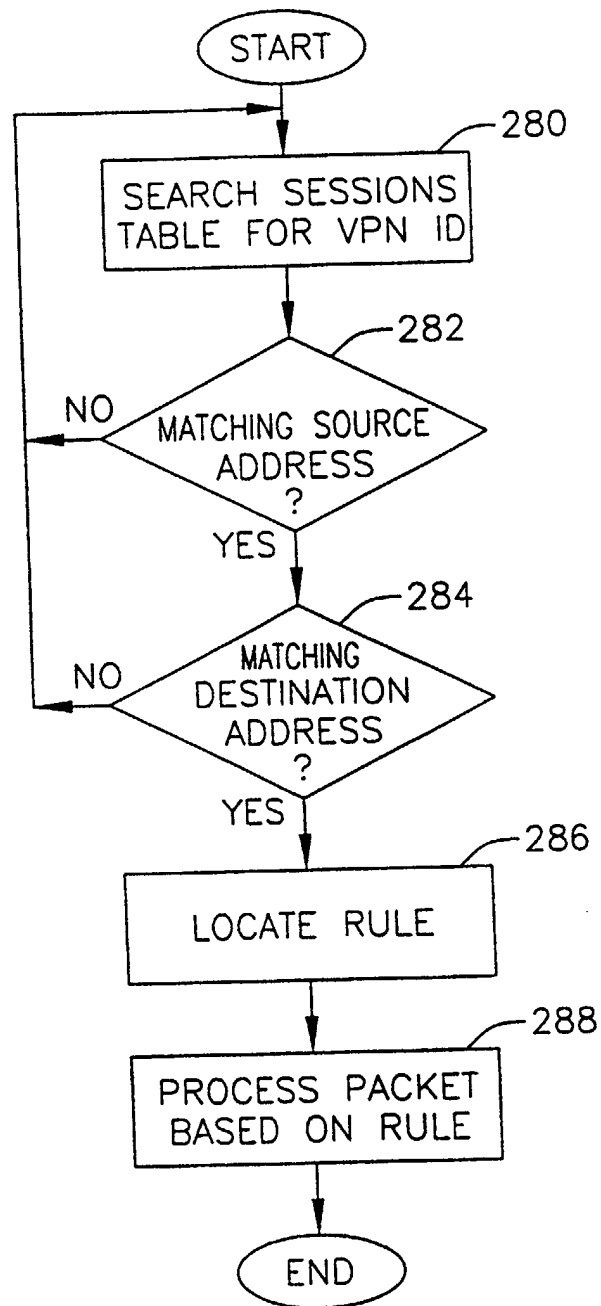 START
280
SEARCH SESSIONS
TABLE FOR VPN ID
282
NO
MATCHING SOURCE
ADDRESS
?
YES
284
NO
MATCHING
DESTINATION
ADDRESS
?
YES
286
LOCATE RULE
288
PROCESS PACKET
BASED ON RULE
END